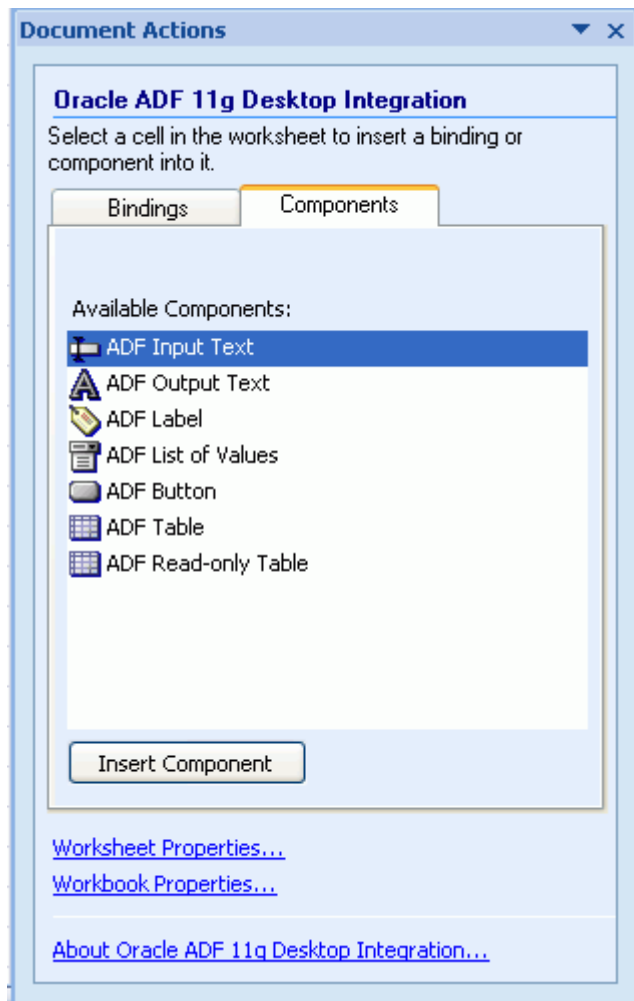 Document Actions
Oracle ADF 11g Desktop Integration
Select a cell in the worksheet to insert a binding or
component into it.
Bindings
Components
Available Components:
ADF Input Text
ADF Output Text
ADF Label
ADF List of Values
ADF Button
ADF Table
ADF Read-only Table
Insert Component
Worksheet Properties...
Workbook Properties...
About Oracle ADF 11g Desktop Integration...